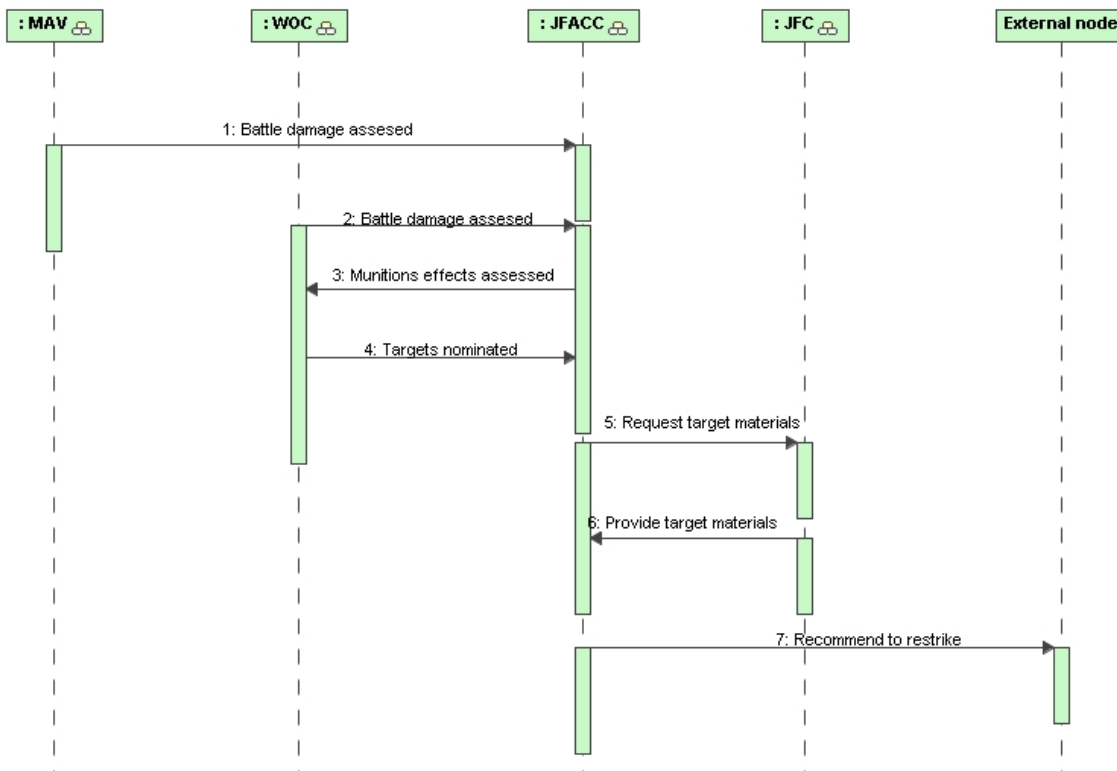 : MAV
: WOC
: JFACC
: JFC
External node
1: Battle damage assesed
2: Battle damage assesed
3: Munitions effects assessed
4: Targets nominated
5: Request target materials
6: Provide target materials
7: Recommend to restrike